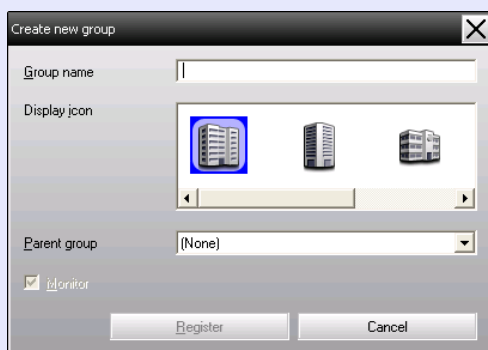 Create new group
Group name
Display icon
Parent group
(None)
Monitor
Register
Cancel